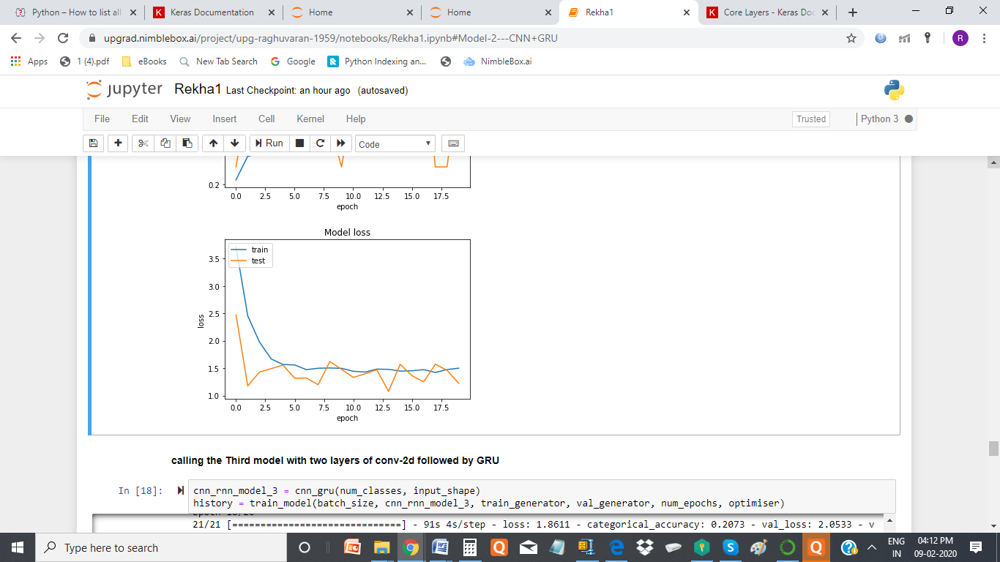 Python – How to list all
Keras Documentation
Home
Home
Rekha1
Core Layers - Keras Doc
upgrad.nimblebox.ai/project/upg-raghuvaran-1959/notebooks/Rekha1.ipynb#Model-2---CNN+GRU
R
Apps
1 (4).pdf
eBooks
New Tab Search
Google
Python Indexing an...
NimbleBox.ai
jupyter Rekha1 Last Checkpoint: an hour ago (autosaved)
File Edit View Insert Cell Kernel Help
Trusted
Python 3
Run
Code
0.2
0.0 2.5 5.0 7.5 10.0 12.5 15.0 17.5
epoch
Model loss
train
test
3.5
3.0
2.5
2.0
1.5
1.0
loss
0.0 2.5 5.0 7.5 10.0 12.5 15.0 17.5
epoch
calling the Third model with two layers of conv-2d followed by GRU
In [18]:
cnn_rnn_model_3 = cnn_gru(num_classes, input_shape)
history = train_model(batch_size, cnn_rnn_model_3, train_generator, val_generator, num_epochs, optimiser)
21/21 [==============================] - 91s 4s/step - loss: 1.8611 - categorical_accuracy: 0.2073 - val_loss: 2.0533 - v
Type here to search
ENG
IN
04:12 PM
09-02-2020